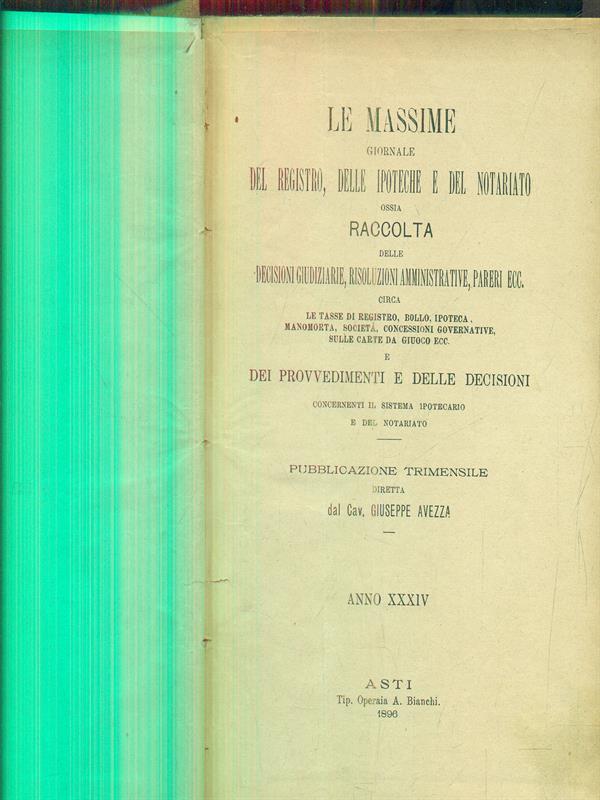 LE MASSIME
GIORNALE
DEL REGISTRO, DELLE IPOTECHE E DEL NOTARIATO
OSSIA
RACCOLTA
DELLE
DECISIONI GIUDIZIARIE, RISOLUZIONI AMMINISTRATIVE, PARERI ECC.
CIRCA
LE TASSE DI REGISTRO, BOLLO, IPOTECA,
MANOMORTA, SOCIETÁ, CONCESSIONI GOVERNATIVE,
SULLE CARTE DA GIUOCO ECC.
E
DEI PROVVEDIMENTI E DELLE DECISIONI
CONCERNENTI IL SISTEMA IPOTECARIO
E DEL NOTARIATO
PUBBLICAZIONE TRIMENSILE
DIRETTA
dal Cav. GIUSEPPE AVEZZA
ANNO XXXIV
ASTI
Tip. Operaia A. Bianchi.
1896